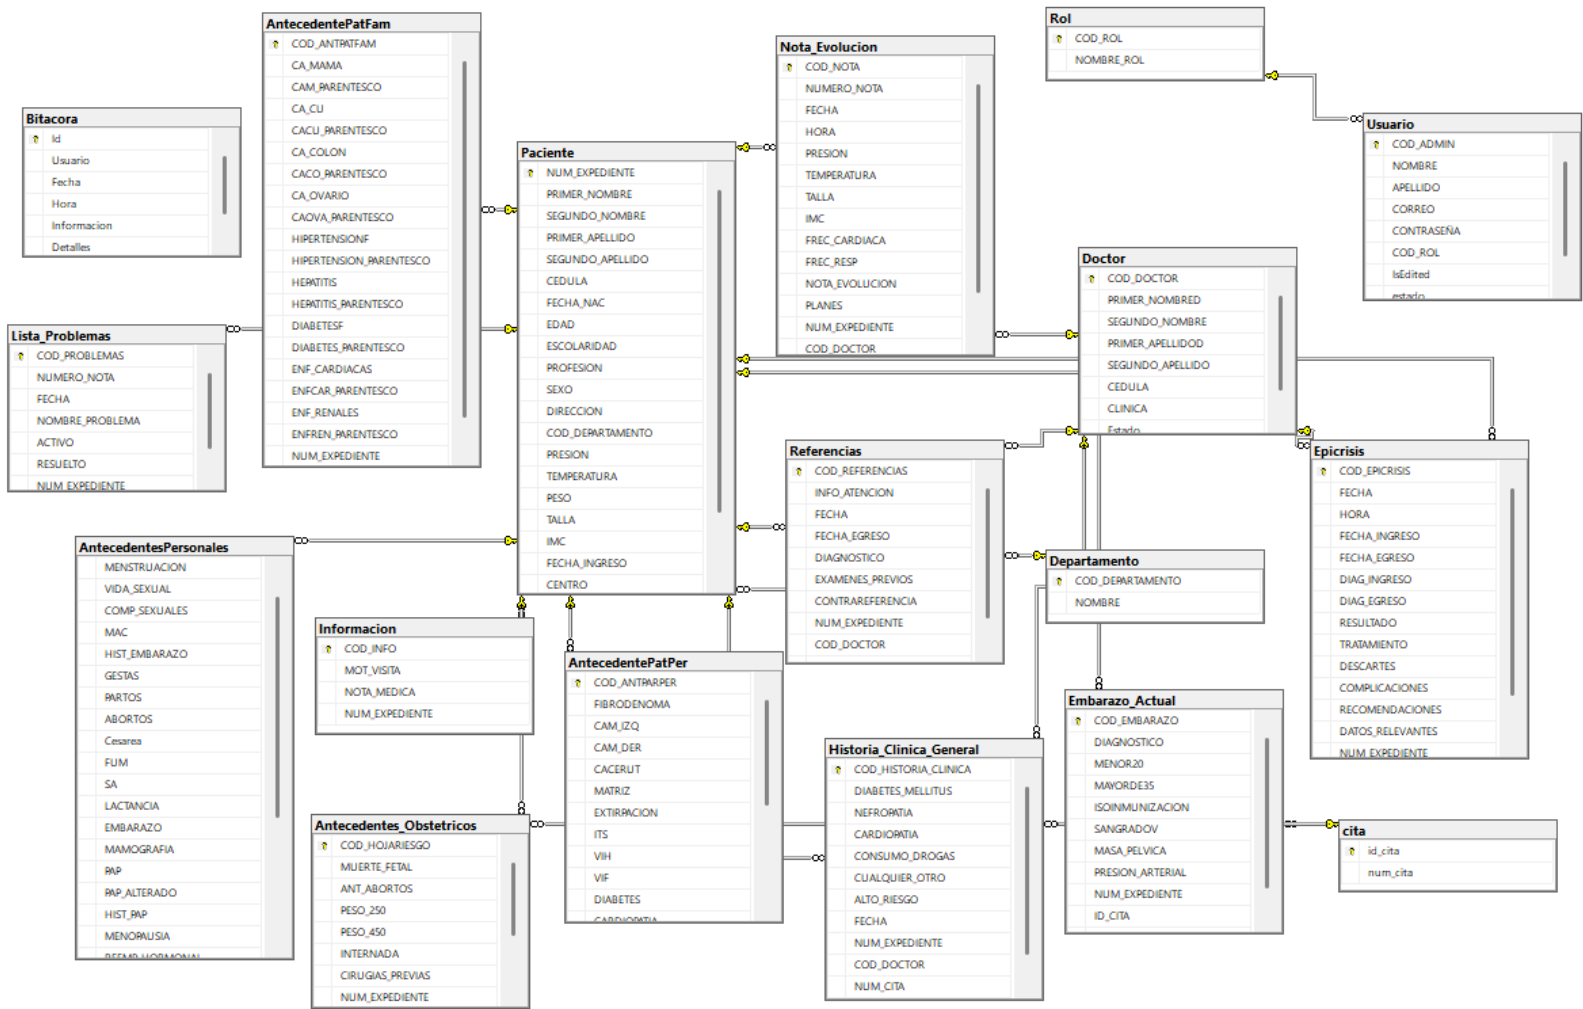 AntecedentePatFam
COD_ANTPATFAM
CA_MAMA
CAM_PARENTESCO
CA_CU
CACU_PARENTESCO
CA_COLON
CACO_PARENTESCO
CA_OVARIO
CAOVA_PARENTESCO
HIPERTENSIONF
HIPERTENSION_PARENTESCO
HEPATITIS
HEPATITIS_PARENTESCO
DIABETESF
DIABETES_PARENTESCO
ENF_CARDIACAS
ENFCAR_PARENTESCO
ENF_RENALES
ENFREN_PARENTESCO
NUM_EXPEDIENTE
Bitacora
Id
Usuario
Fecha
Hora
Informacion
Detalles
Lista_Problemas
COD_PROBLEMAS
NUMERO_NOTA
FECHA
NOMBRE_PROBLEMA
ACTIVO
RESUELTO
NUM_EXPEDIENTE
Paciente
NUM_EXPEDIENTE
PRIMER_NOMBRE
SEGUNDO_NOMBRE
PRIMER_APELLIDO
SEGUNDO_APELLIDO
CEDULA
FECHA_NAC
EDAD
ESCOLARIDAD
PROFESION
SEXO
DIRECCION
COD_DEPARTAMENTO
PRESION
TEMPERATURA
PESO
TALLA
IMC
FECHA_INGRESO
CENTRO
Nota_Evolucion
COD_NOTA
NUMERO_NOTA
FECHA
HORA
PRESION
TEMPERATURA
TALLA
IMC
FREC_CARDIACA
FREC_RESP
NOTA_EVOLUCION
PLANES
NUM_EXPEDIENTE
COD_DOCTOR
Rol
COD_ROL
NOMBRE_ROL
Usuario
COD_ADMIN
NOMBRE
APELLIDO
CORREO
CONTRASEÑA
COD_ROL
IsEdited
estado
Doctor
COD_DOCTOR
PRIMER_NOMBRED
SEGUNDO_NOMBRE
PRIMER_APELLIDOD
SEGUNDO_APELLIDO
CEDULA
CLINICA
Estado
Referencias
COD_REFERENCIAS
INFO_ATENCION
FECHA
FECHA_EGRESO
DIAGNOSTICO
EXAMENES_PREVIOS
CONTRAREFERENCIA
NUM_EXPEDIENTE
COD_DOCTOR
Epicrisis
COD_EPICRISIS
FECHA
HORA
FECHA_INGRESO
FECHA_EGRESO
DIAG_INGRESO
DIAG_EGRESO
RESULTADO
TRATAMIENTO
DESCARTES
COMPLICACIONES
RECOMENDACIONES
DATOS_RELEVANTES
NUM_EXPEDIENTE
Departamento
COD_DEPARTAMENTO
NOMBRE
AntecedentesPersonales
MENSTRUACION
VIDA_SEXUAL
COMP_SEXUALES
MAC
HIST_EMBARAZO
GESTAS
PARTOS
ABORTOS
Cesarea
FUM
SA
LACTANCIA
EMBARAZO
MAMOGRAFIA
PAP
PAP_ALTERADO
HIST_PAP
MENOPAUSIA
REEMP_HORMONAL
Informacion
COD_INFO
MOT_VISITA
NOTA_MEDICA
NUM_EXPEDIENTE
Antecedentes_Obstetricos
COD_HOJARIESGO
MUERTE_FETAL
ANT_ABORTOS
PESO_250
PESO_450
INTERNADA
CIRUGIAS_PREVIAS
NUM_EXPEDIENTE
AntecedentePatPer
COD_ANTPARPER
FIBRODENOMA
CAM_IZQ
CAM_DER
CACERUT
MATRIZ
EXTIRPACION
ITS
VIH
VIF
DIABETES
CARDIOPATIA
Historia_Clinica_General
COD_HISTORIA_CLINICA
DIABETES_MELLITUS
NEFROPATIA
CARDIOPATIA
CONSUMO_DROGAS
CUALQUIER_OTRO
ALTO_RIESGO
FECHA
NUM_EXPEDIENTE
COD_DOCTOR
NUM_CITA
Embarazo_Actual
COD_EMBARAZO
DIAGNOSTICO
MENOR20
MAYORDE35
ISOINMUNIZACION
SANGRADOV
MASA_PELVICA
PRESION_ARTERIAL
NUM_EXPEDIENTE
ID_CITA
cita
id_cita
num_cita